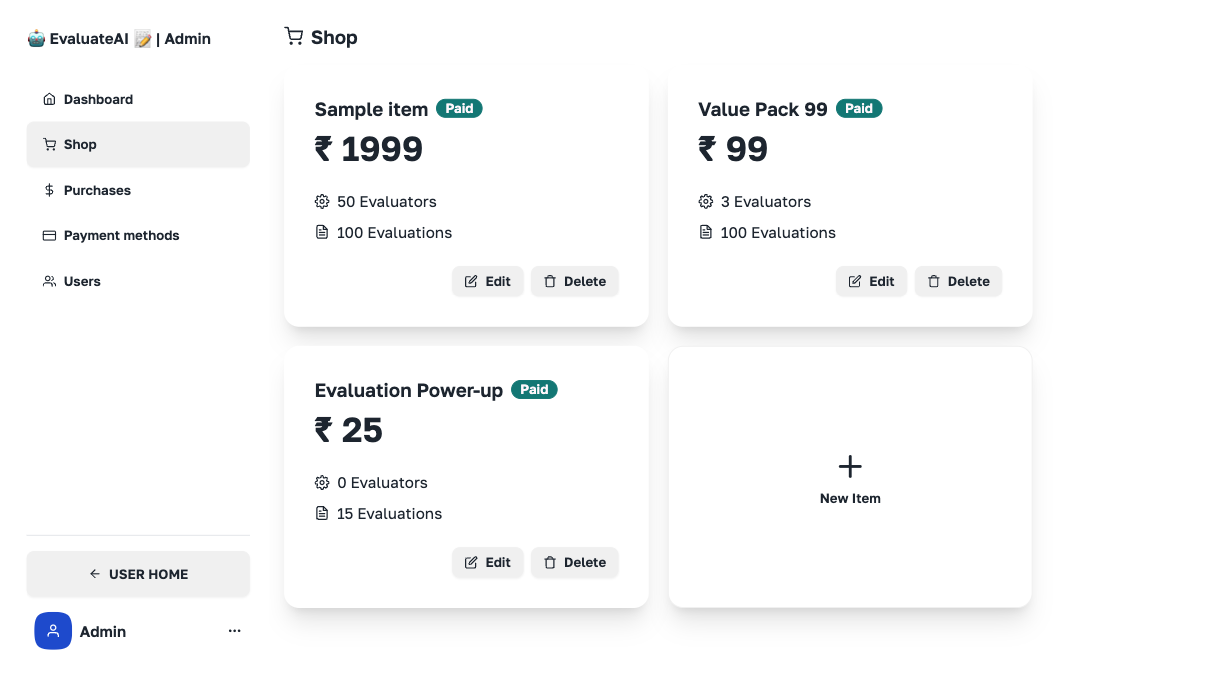 🤖 EvaluateAI 📝 | Admin
Dashboard
Shop
Purchases
Payment methods
Users
← USER HOME
Admin
...
Shop
Sample item Paid
₹ 1999
50 Evaluators
100 Evaluations
Edit Delete
Value Pack 99 Paid
₹ 99
3 Evaluators
100 Evaluations
Edit Delete
Evaluation Power-up Paid
₹ 25
0 Evaluators
15 Evaluations
Edit Delete
+
New Item